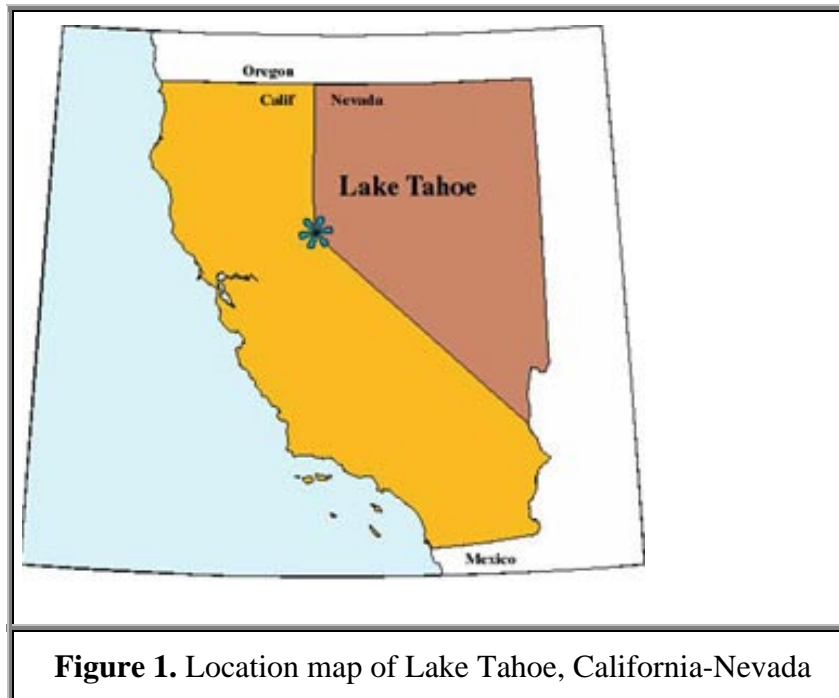 Oregon
Calif Nevada
Lake Tahoe
Mexico
Figure 1. Location map of Lake Tahoe, California-Nevada